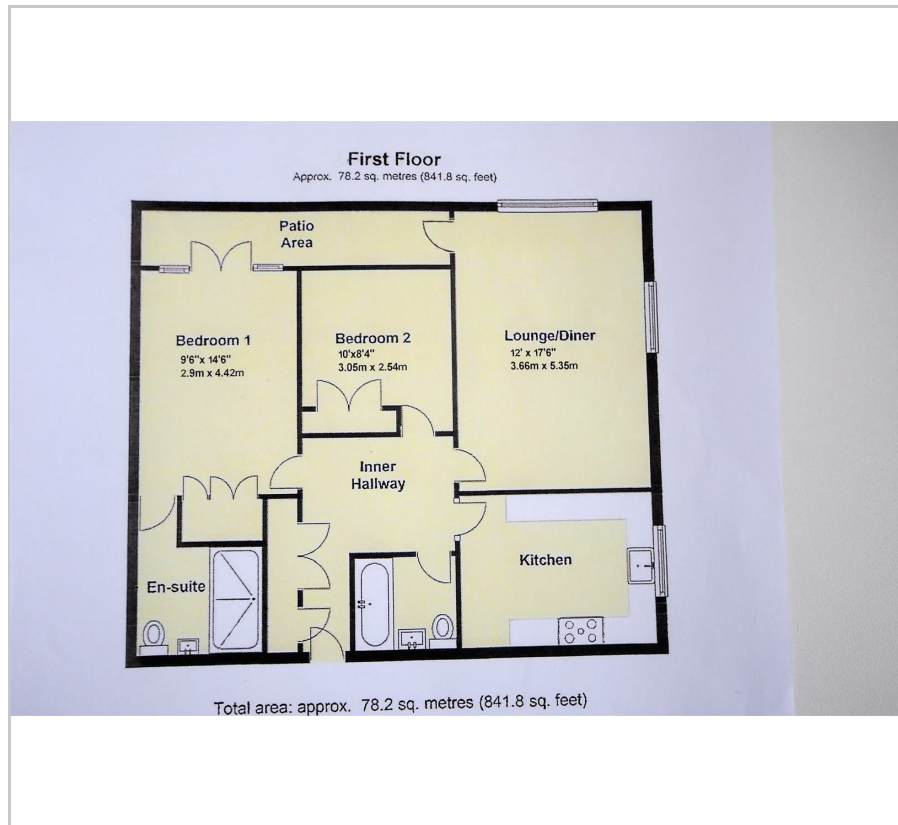 First Floor
Approx. 78.2 sq. metres (841.8 sq. feet)
Patio
Area
Bedroom 1
9'6"x 14'6"
2.9m x 4.42m
Bedroom 2
10'x8'4"
3.05m x 2.54m
Lounge/Diner
12' x 17'6"
3.66m x 5.35m
Inner
Hallway
Kitchen
En-suite
Total area: approx. 78.2 sq. metres (841.8 sq. feet)